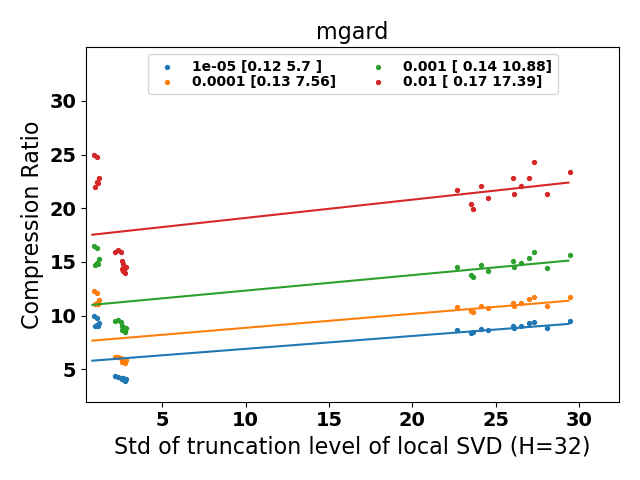 mgard
1e-05 [0.12 5.7 ]
0.0001 [0.13 7.56]
0.001 [ 0.14 10.88]
0.01 [ 0.17 17.39]
Compression Ratio
30
25
20
15
10
5
5 10 15 20 25 30
Std of truncation level of local SVD (H=32)